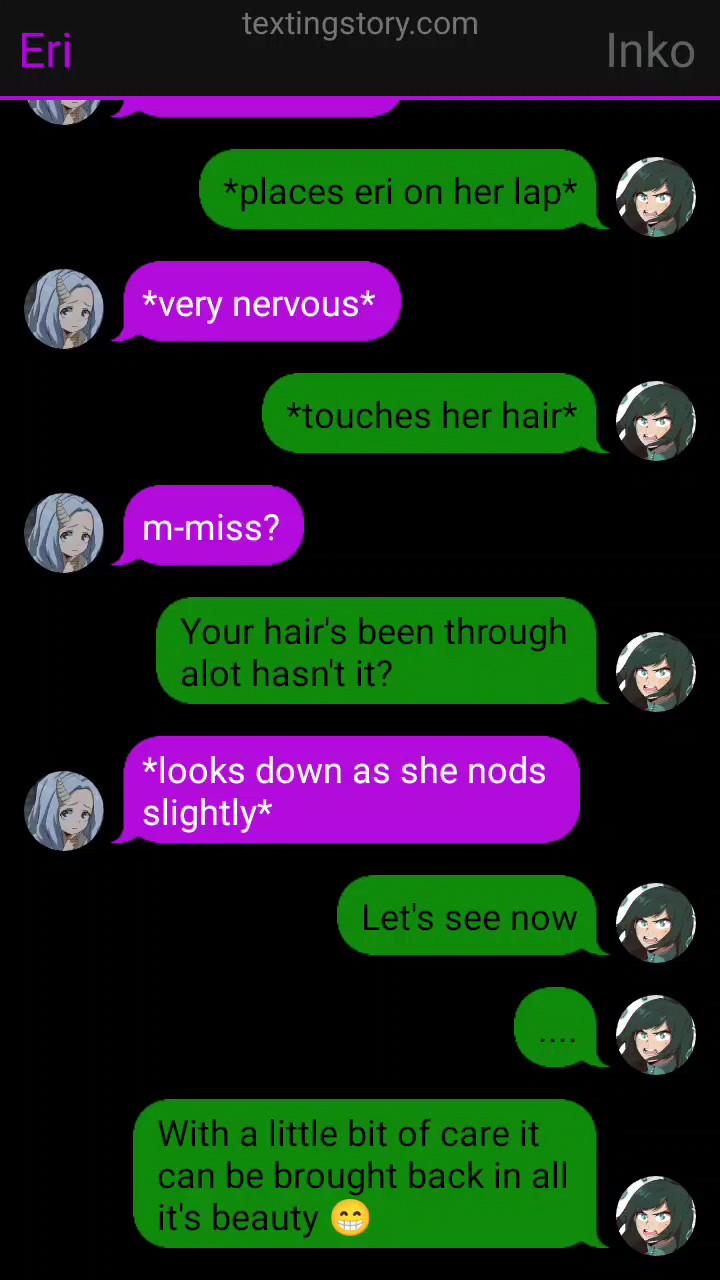 textingstory.com
Eri
Inko
*places eri on her lap*
*very nervous*
*touches her hair*
m-miss?
Your hair's been through
alot hasn't it?
*looks down as she nods
slightly*
Let's see now
....
With a little bit of care it
can be brought back in all
it's beauty 😁